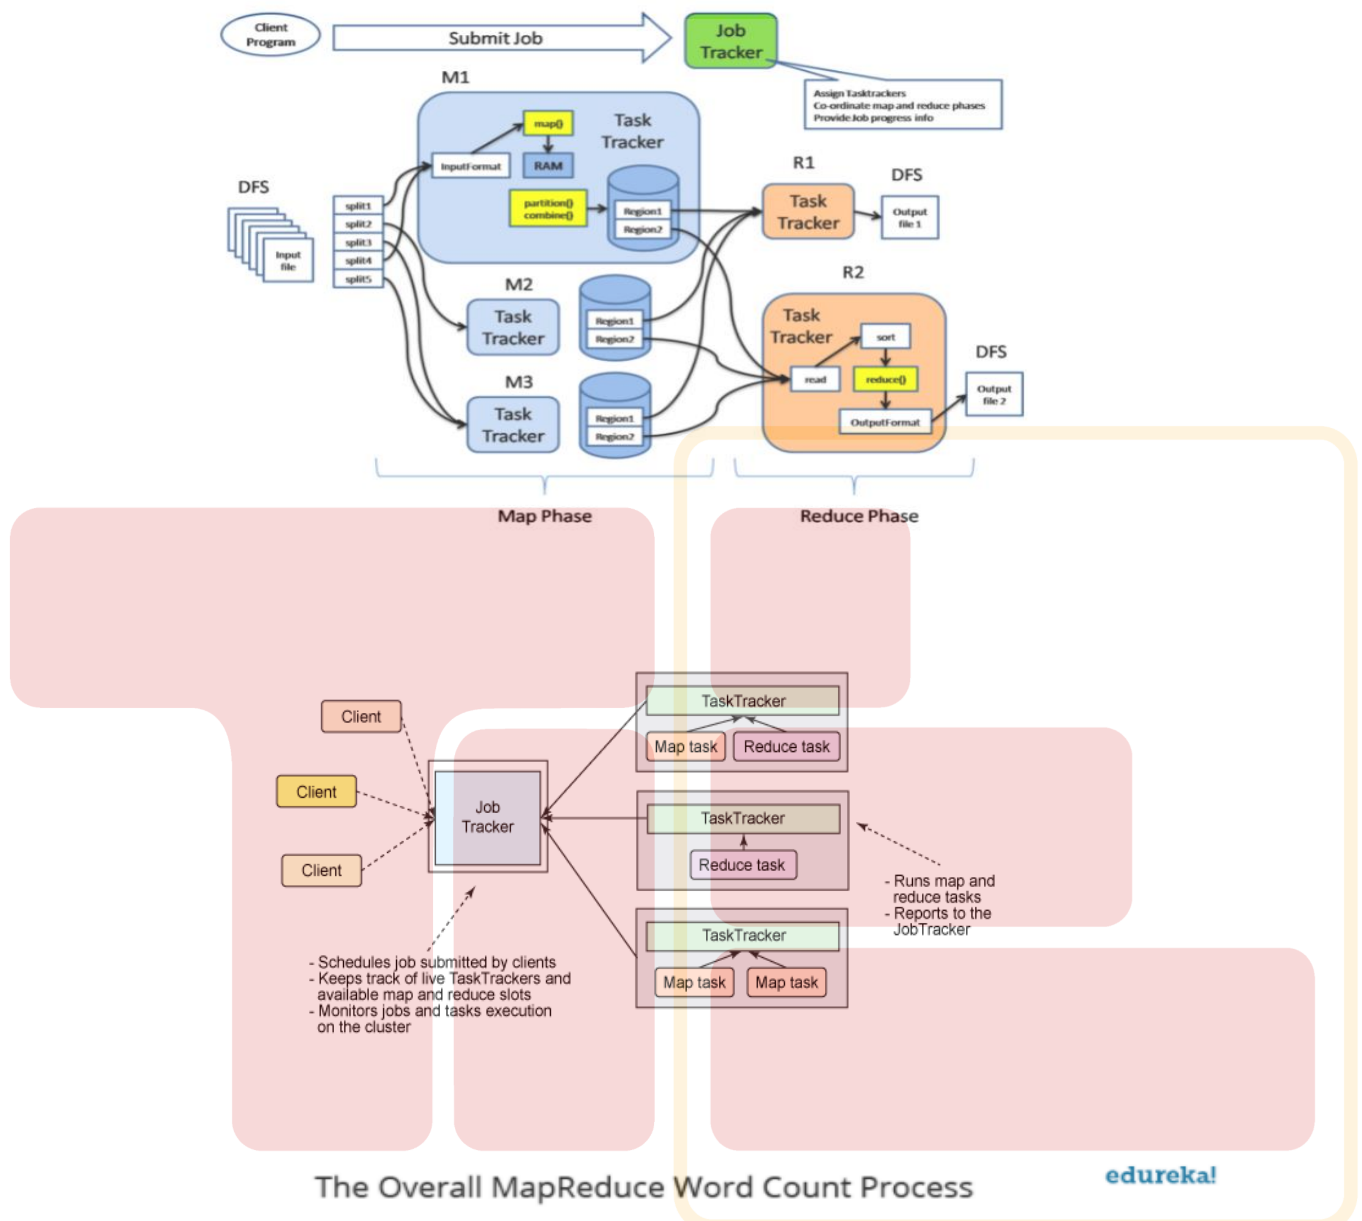 Client
Program
Submit Job
Job
Tracker
Assign Tasktrackers
Co-ordinate map and reduce phases
Provide Job progress info
M1
map()
Task
Tracker
InputFormat
RAM
partition()
combine()
Region1
Region2
DFS
Input
file
split1
split2
split3
split4
split5
M2
Task
Tracker
Region1
Region2
M3
Task
Tracker
Region1
Region2
R1
Task
Tracker
DFS
Output
file 1
R2
Task
Tracker
sort
read
reduce()
OutputFormat
DFS
Output
file 2
Map Phase
Reduce Phase
Client
Client
Client
Job
Tracker
TaskTracker
Map task
Reduce task
TaskTracker
Reduce task
TaskTracker
Map task
Map task
- Runs map and
reduce tasks
- Reports to the
JobTracker
- Schedules job submitted by clients
- Keeps track of live TaskTrackers and
available map and reduce slots
- Monitors jobs and tasks execution
on the cluster
The Overall MapReduce Word Count Process
edureka!